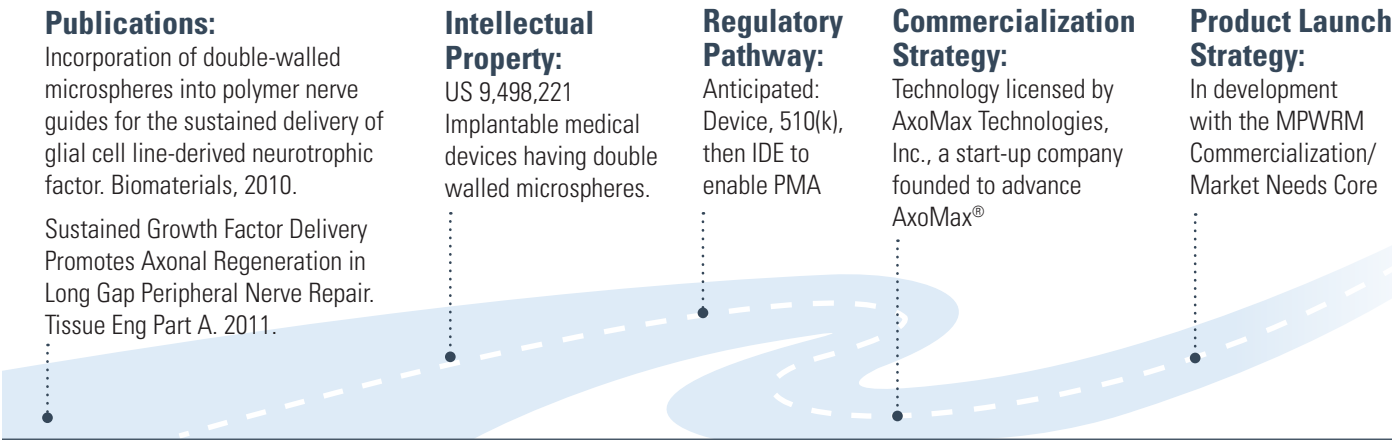 Publications:
Incorporation of double-walled
microspheres into polymer nerve
guides for the sustained delivery of
glial cell line-derived neurotrophic
factor. Biomaterials, 2010.
Sustained Growth Factor Delivery
Promotes Axonal Regeneration in
Long Gap Peripheral Nerve Repair.
Tissue Eng Part A. 2011.
Intellectual
Property:
US 9,498,221
Implantable medical
devices having double
walled microspheres.
Regulatory
Pathway:
Anticipated:
Device, 510(k),
then IDE to
enable PMA
Commercialization
Strategy:
Technology licensed by
AxoMax Technologies,
Inc., a start-up company
founded to advance
AxoMax®
Product Launch
Strategy:
In development
with the MPWRM
Commercialization/
Market Needs Core